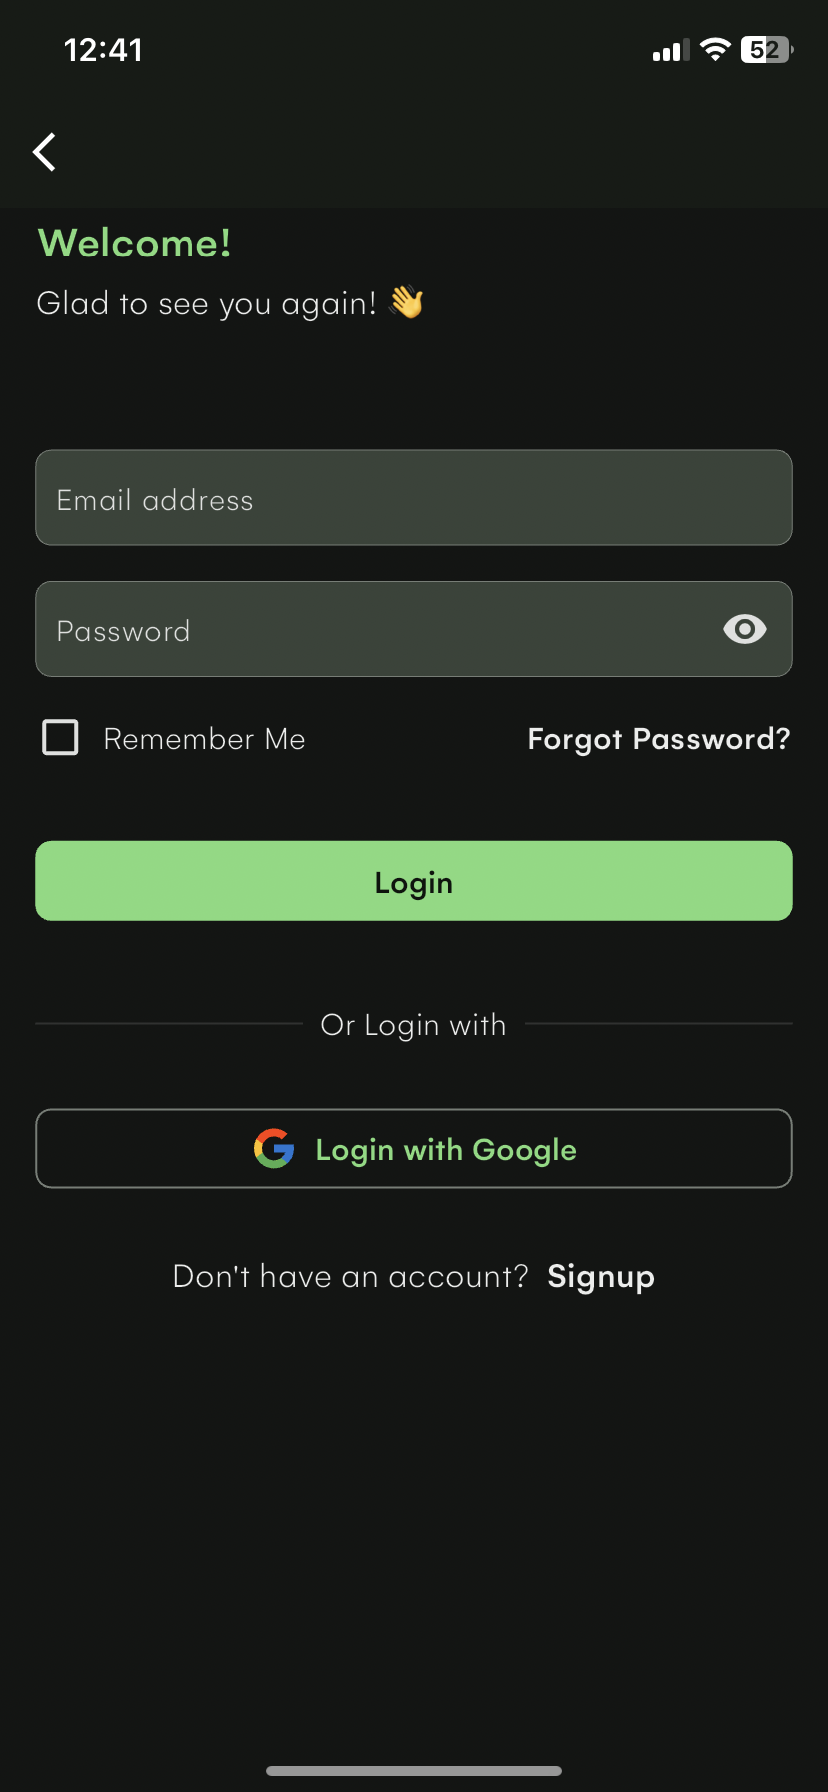 12:41
52
Welcome!
Glad to see you again! 👋
Email address
Password
Remember Me
Forgot Password?
Login
Or Login with
Login with Google
Don't have an account? Signup